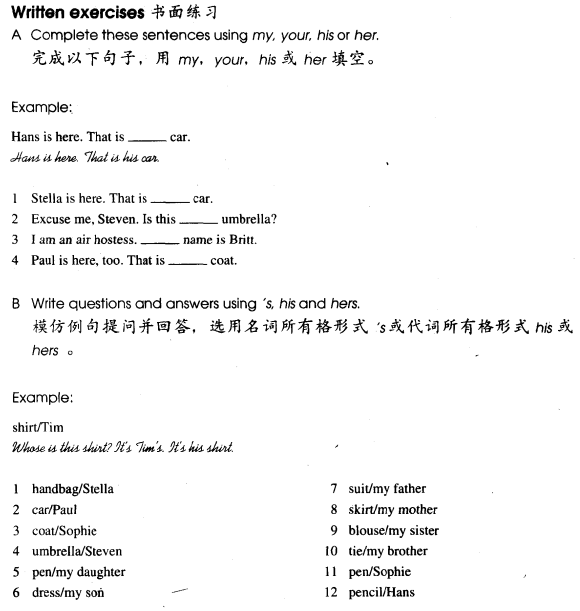 Written exercises 书面练习
A Complete these sentences using my, your, his or her.
完成以下句子，用 my，your，his 或 her 填空。
Example:
Hans is here. That is ______ car.
Hans is here. That is his car.
1 Stella is here. That is ______ car.
2 Excuse me, Steven. Is this ______ umbrella?
3 I am an air hostess. ______ name is Britt.
4 Paul is here, too. That is ______ coat.
B Write questions and answers using 's, his and hers.
模仿例句提问并回答，选用名词所有格形式 's或代词所有格形式 his 或
hers 。
Example:
shirt/Tim
Whose is this shirt? It's Tim's. It's his shirt.
1 handbag/Stella
2 car/Paul
3 coat/Sophie
4 umbrella/Steven
5 pen/my daughter
6 dress/my son
7 suit/my father
8 skirt/my mother
9 blouse/my sister
10 tie/my brother
11 pen/Sophie
12 pencil/Hans